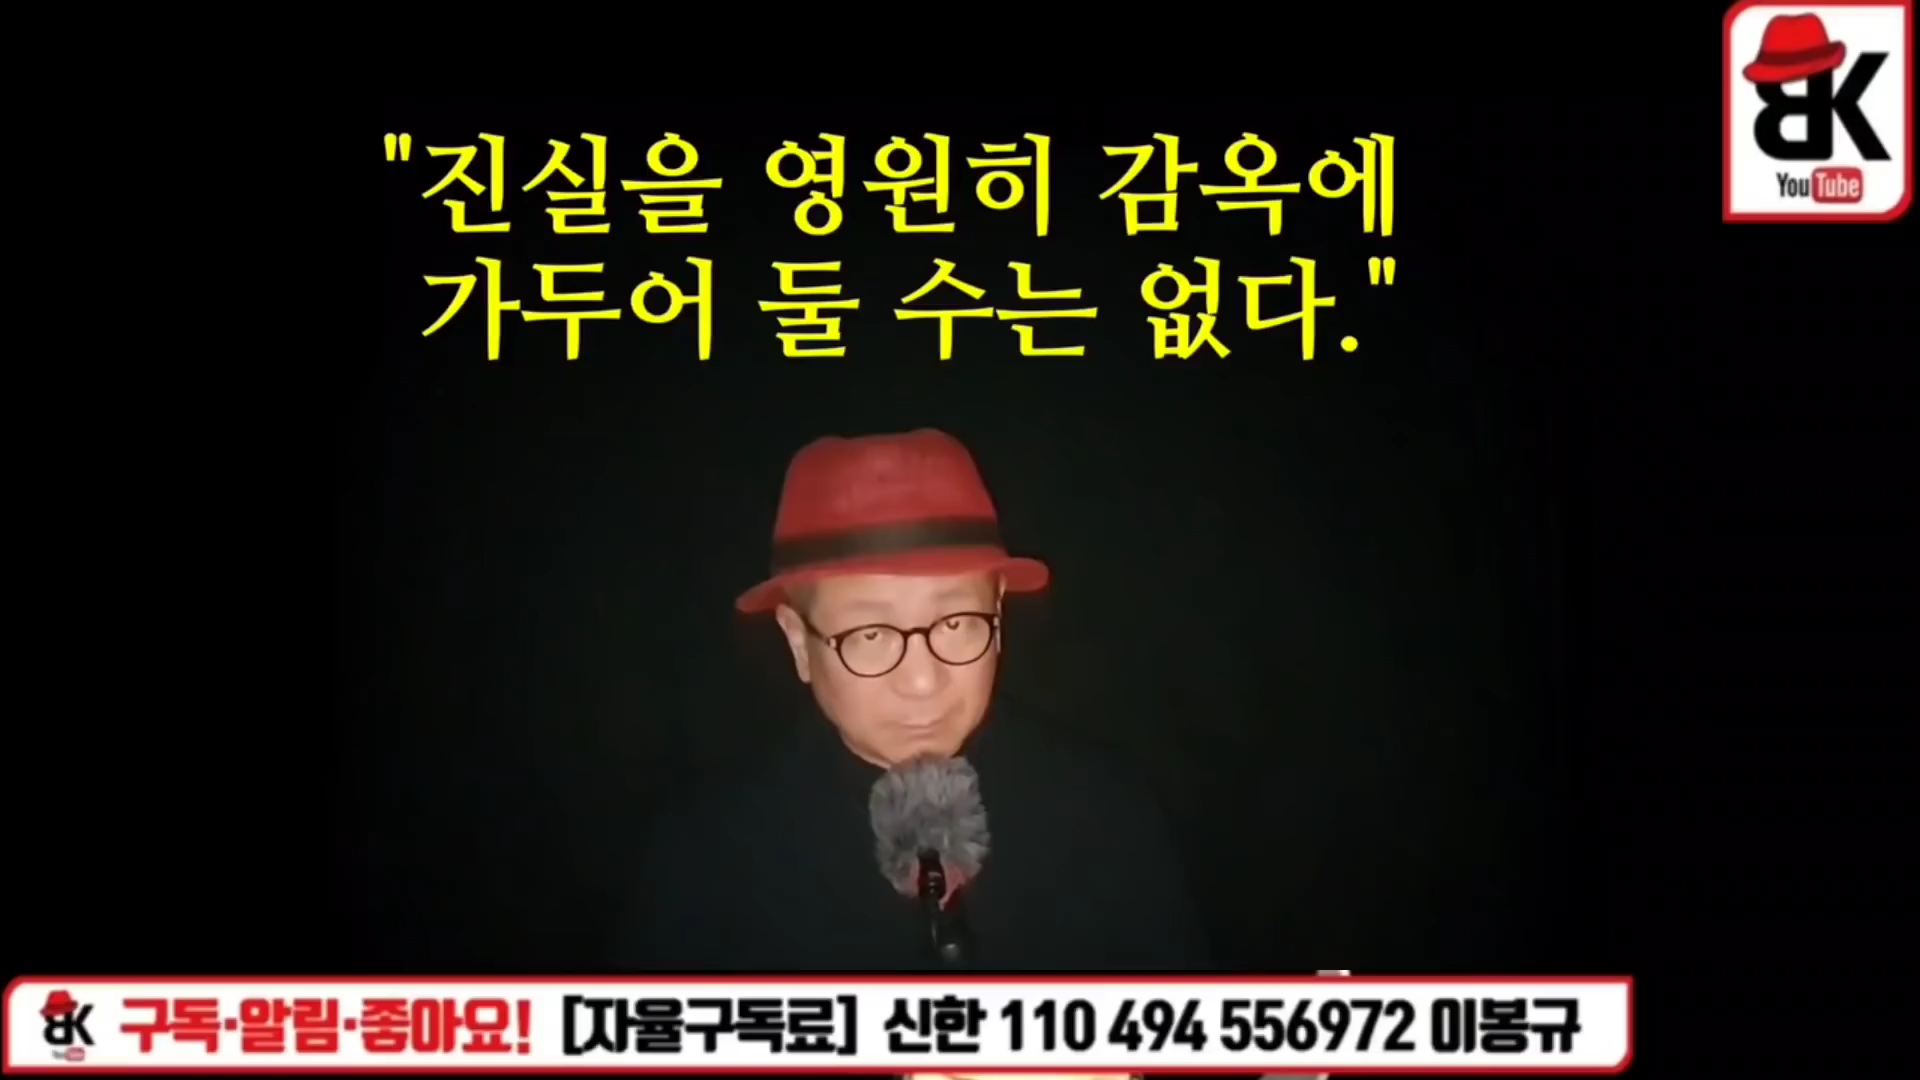 "진실을 영원히 감옥에
가두어 둘 수는 없다."
BK
YouTube
BK 구독·알림·좋아요! [자율구독료] 신한 110 494 556972 이봉규